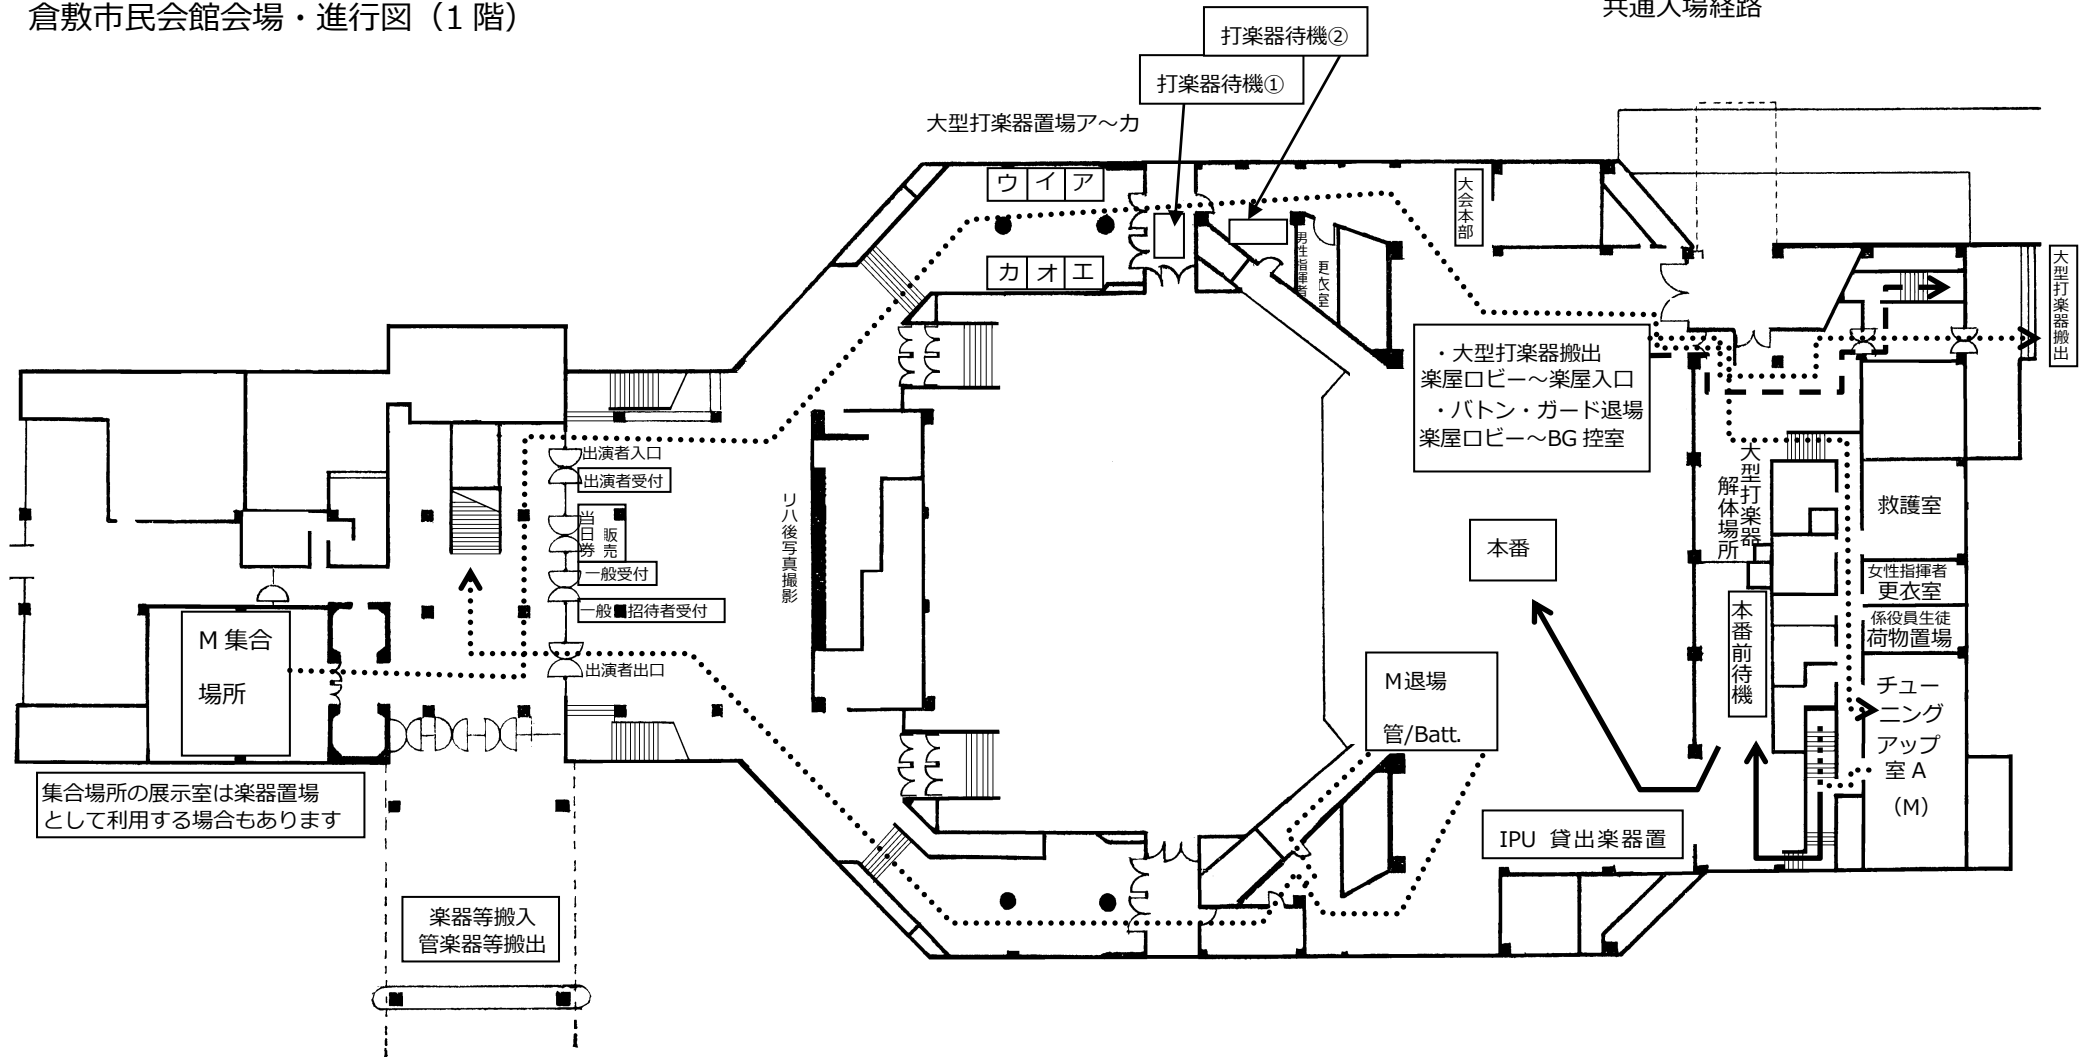 倉敷市民会館会場・進行図（1 階）
共通入場経路
打楽器待機②
打楽器待機①
大型打楽器置場ア～カ
ウ イ ア
カ オ エ
大会本部
男性指揮者
更衣室
大型打楽器搬出
・大型打楽器搬出
楽屋ロビー～楽屋入口
・バトン・ガード退場
楽屋ロビー～BG 控室
出演者入口
出演者受付
当日券
販売
一般受付
一般■招待者受付
出演者出口
リハ後写真撮影
本番
大型打楽器
解体場所
救護室
女性指揮者
更衣室
係役員生徒
荷物置場
本番前待機
チュー
ニング
アップ
室 A
（M）
M 集合
場所
M退場
管/Batt.
集合場所の展示室は楽器置場
として利用する場合もあります
IPU 貸出楽器置
楽器等搬入
管楽器等搬出